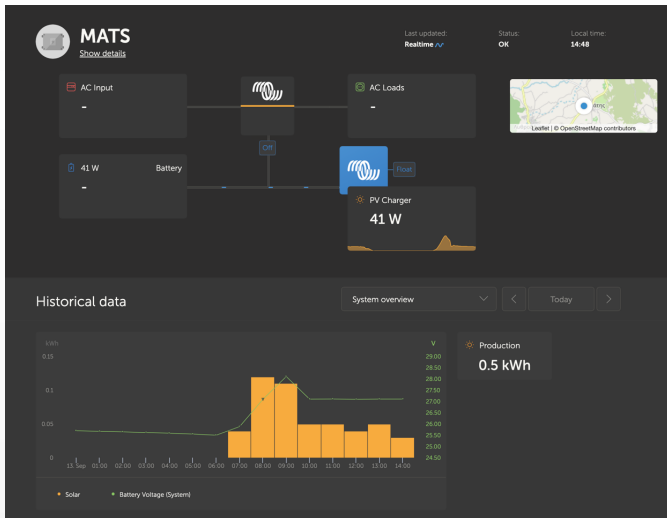 MATS
Show details
Last updated:
Realtime
Status:
OK
Local time:
14:48
AC Input
-
AC Loads
-
Off
41 W
Battery
-
Float
PV Charger
41 W
Leaflet | © OpenStreetMap contributors
Historical data
System overview
Today
kWh
0.15
0.1
0.05
0
V
29.00
28.50
28.00
27.50
27.00
26.50
26.00
25.50
25.00
24.50
13. Sep 01:00 02:00 03:00 04:00 05:00 06:00 07:00 08:00 09:00 10:00 11:00 12:00 13:00 14:00
Solar
Battery Voltage (System)
Production
0.5 kWh